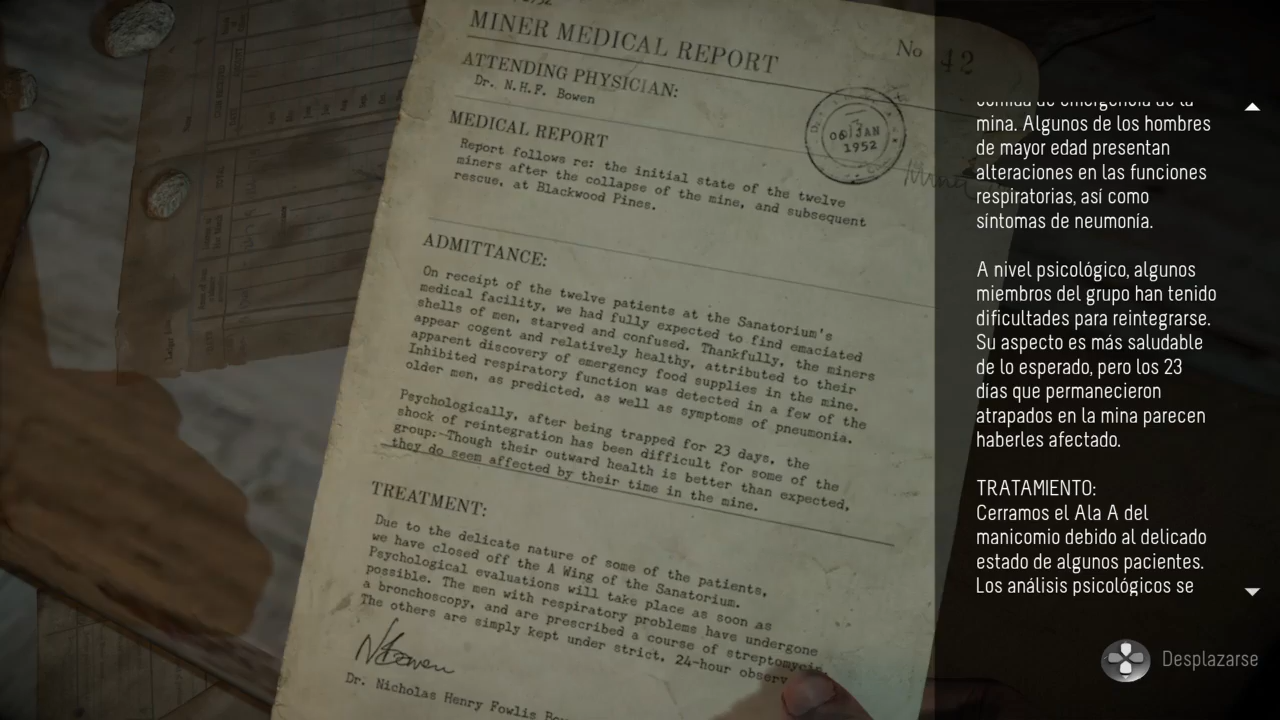 MINER MEDICAL REPORT
No 42
ATTENDING PHYSICIAN:
Dr. N.H.F. Bowen
06 JAN
1952
MEDICAL REPORT
Report follows re: the initial state of the twelve
miners after the collapse of the mine, and subsequent
rescue, at Blackwood Pines.
ADMITTANCE:
On receipt of the twelve patients at the Sanatorium's
medical facility, we had fully expected to find emaciated
shells of men, starved and confused. Thankfully, the miners
appear cogent and relatively healthy, attributed to their
apparent discovery of emergency food supplies in the mine.
Inhibited respiratory function was detected in a few of the
older men, as predicted, as well as symptoms of pneumonia.
Psychologically, after being trapped for 23 days, the
shock of reintegration has been difficult for some of the
group. Though their outward health is better than expected,
they do seem affected by their time in the mine.
TREATMENT:
Due to the delicate nature of some of the patients,
we have closed off the A Wing of the Sanatorium.
Psychological evaluations will take place as soon as
possible. The men with respiratory problems have undergone
a bronchoscopy, and are prescribed a course of streptomycin.
The others are simply kept under strict, 24-hour observ
NBowen
Dr. Nicholas Henry Fowlis Bow
comida de emergencia de la
mina. Algunos de los hombres
de mayor edad presentan
alteraciones en las funciones
respiratorias, así como
síntomas de neumonía.
A nivel psicológico, algunos
miembros del grupo han tenido
dificultades para reintegrarse.
Su aspecto es más saludable
de lo esperado, pero los 23
días que permanecieron
atrapados en la mina parecen
haberles afectado.
TRATAMIENTO:
Cerramos el Ala A del
manicomio debido al delicado
estado de algunos pacientes.
Los análisis psicológicos se
Desplazarse